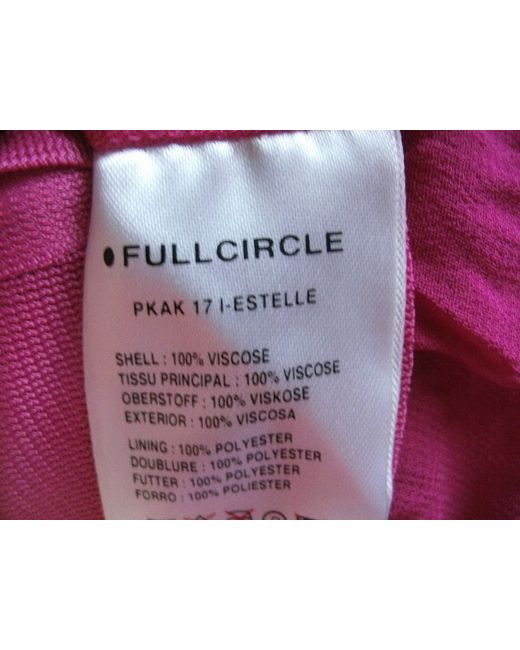 FULLCIRCLE
PKAK 17 I-ESTELLE
SHELL : 100% VISCOSE
TISSU PRINCIPAL : 100% VISCOSE
OBERSTOFF : 100% VISKOSE
EXTERIOR : 100% VISCOSA
LINING : 100% POLYESTER
DOUBLURE : 100% POLYESTER
FUTTER : 100% POLYESTER
FORRO : 100% POLIESTER